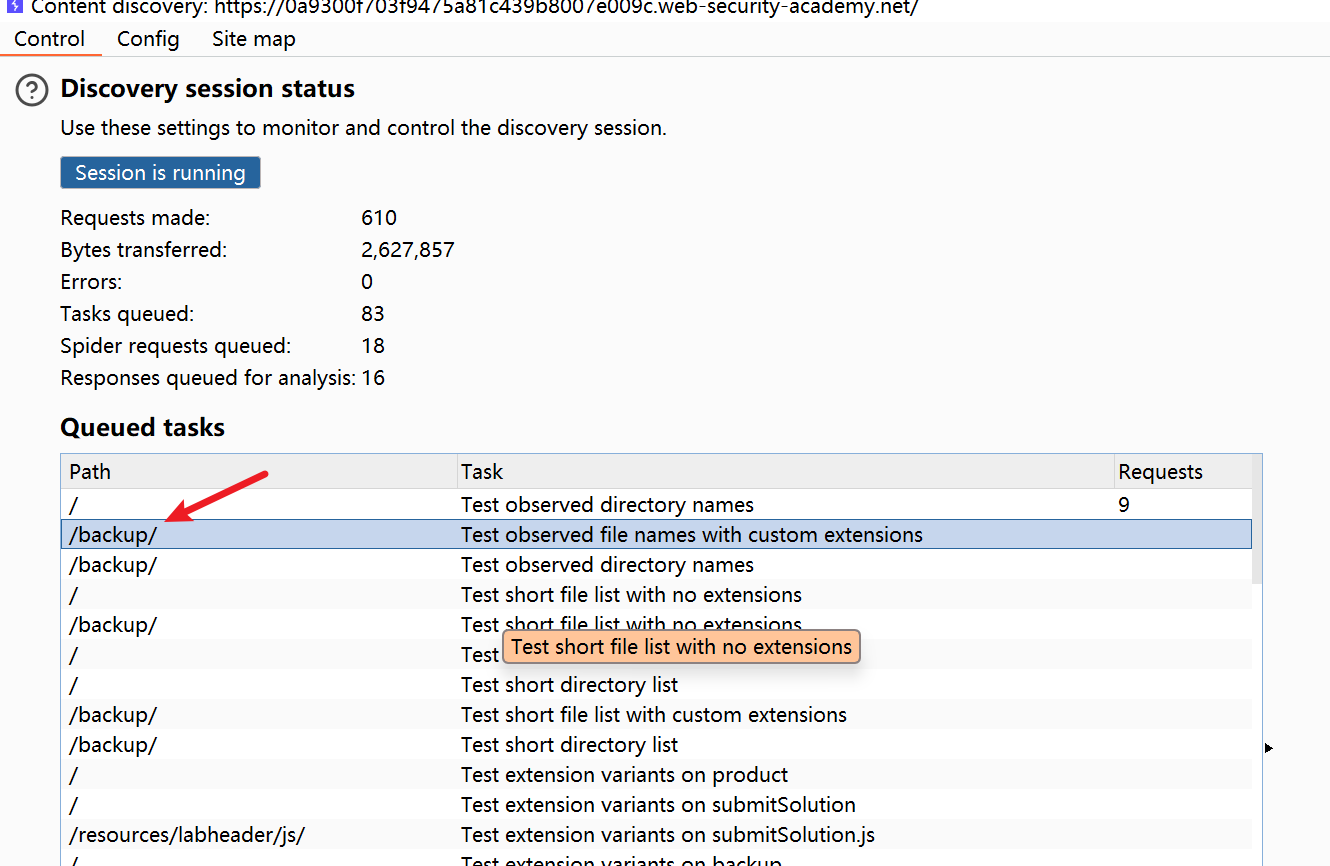 Content discovery: https://0a9300f703f9475a81c439b8007e009c.web-security-academy.net/
Control Config Site map
Discovery session status
Use these settings to monitor and control the discovery session.
Session is running
Requests made: 610
Bytes transferred: 2,627,857
Errors: 0
Tasks queued: 83
Spider requests queued: 18
Responses queued for analysis: 16
Queued tasks
Path Task Requests
/ Test observed directory names 9
/backup/ Test observed file names with custom extensions
/backup/ Test observed directory names
/ Test short file list with no extensions
/backup/ Test short file list with no extensions
/ Test
Test short file list with no extensions
/ Test short directory list
/backup/ Test short file list with custom extensions
/backup/ Test short directory list
/ Test extension variants on product
/ Test extension variants on submitSolution
/resources/labheader/js/ Test extension variants on submitSolution.js
/ Test extension variants on backup